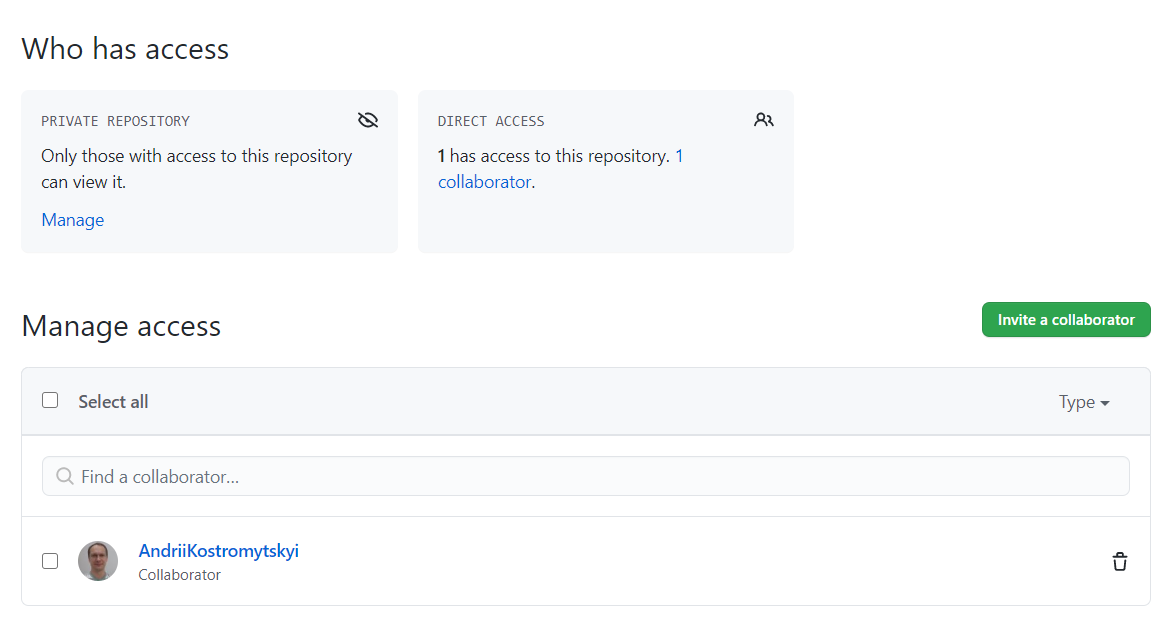 Who has access
PRIVATE REPOSITORY
Only those with access to this repository
can view it.
Manage
DIRECT ACCESS
1 has access to this repository. 1
collaborator.
Manage access
Invite a collaborator
Select all
Type
Find a collaborator...
AndriiKostromytskyi
Collaborator